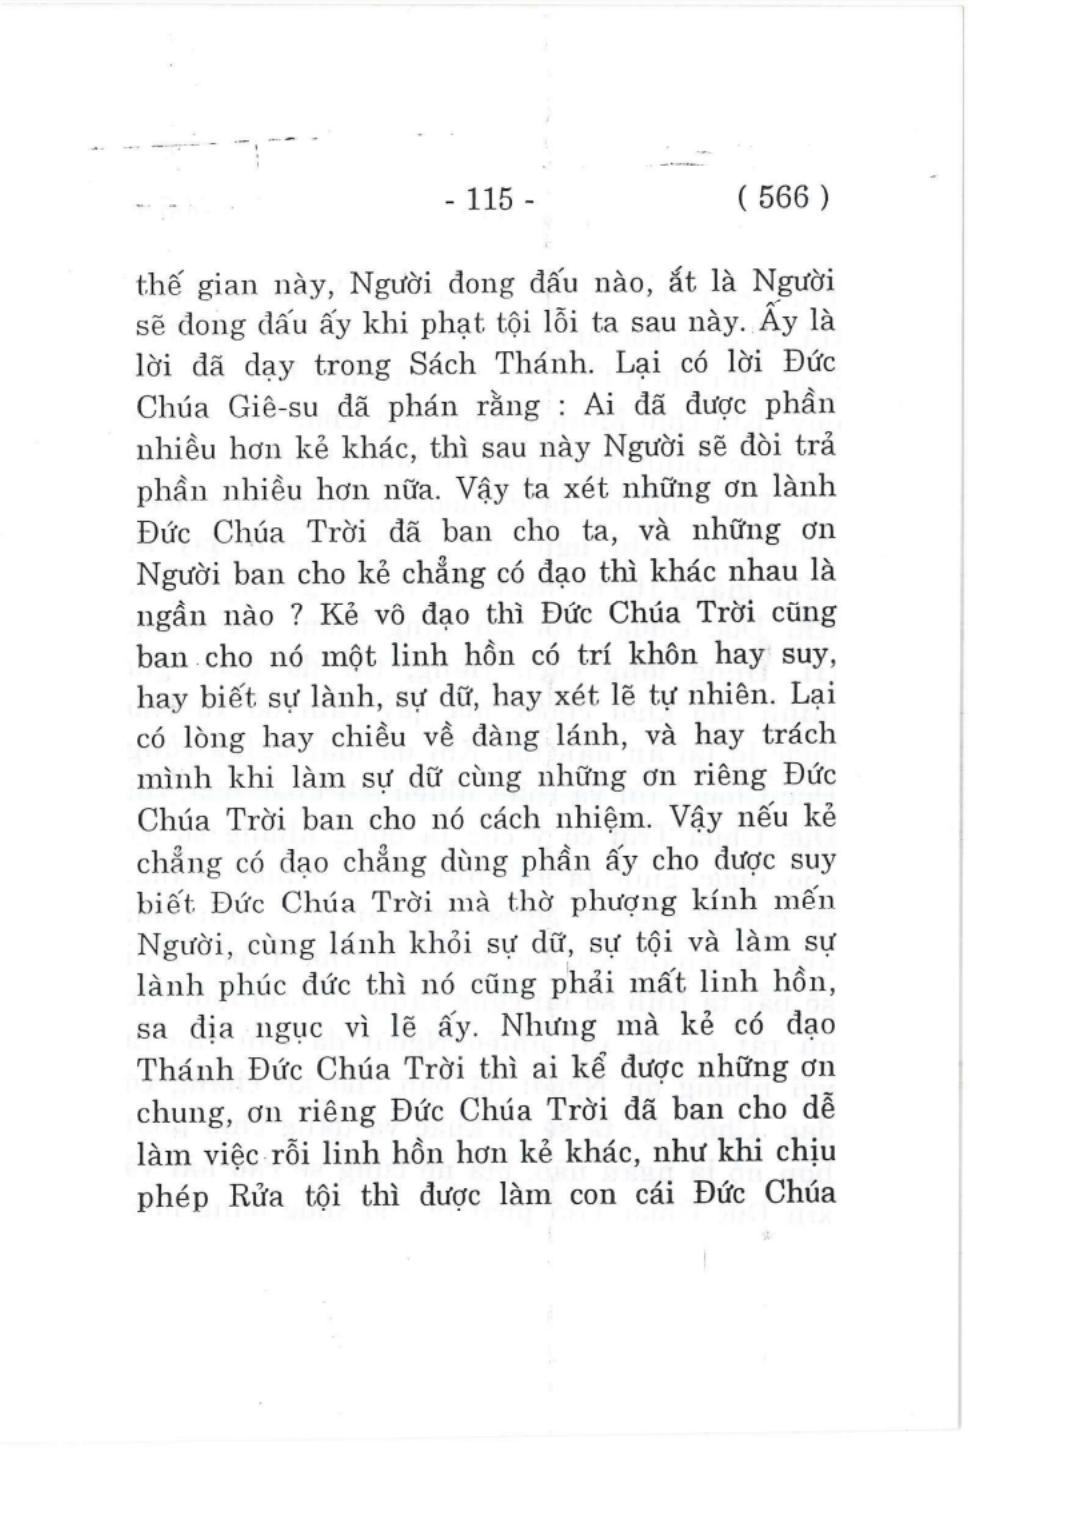 - 115 - ( 566 )
thế gian này, Người đong đấu nào, ắt là Người
sẽ đong đấu ấy khi phạt tội lỗi ta sau này. Ấy là
lời đã dạy trong Sách Thánh. Lại có lời Đức
Chúa Giê-su đã phán rằng : Ai đã được phần
nhiều hơn kẻ khác, thì sau này Người sẽ đòi trả
phần nhiều hơn nữa. Vậy ta xét những ơn lành
Đức Chúa Trời đã ban cho ta, và những ơn
Người ban cho kẻ chẳng có đạo thì khác nhau là
ngần nào ? Kẻ vô đạo thì Đức Chúa Trời cũng
ban cho nó một linh hồn có trí khôn hay suy,
hay biết sự lành, sự dữ, hay xét lẽ tự nhiên. Lại
có lòng hay chiều về đàng lánh, và hay trách
mình khi làm sự dữ cùng những ơn riêng Đức
Chúa Trời ban cho nó cách nhiệm. Vậy nếu kẻ
chẳng có đạo chẳng dùng phần ấy cho được suy
biết Đức Chúa Trời mà thờ phượng kính mến
Người, cùng lánh khỏi sự dữ, sự tội và làm sự
lành phúc đức thì nó cũng phải mất linh hồn,
sa địa ngục vì lẽ ấy. Nhưng mà kẻ có đạo
Thánh Đức Chúa Trời thì ai kể được những ơn
chung, ơn riêng Đức Chúa Trời đã ban cho dễ
làm việc rỗi linh hồn hơn kẻ khác, như khi chịu
phép Rửa tội thì được làm con cái Đức Chúa